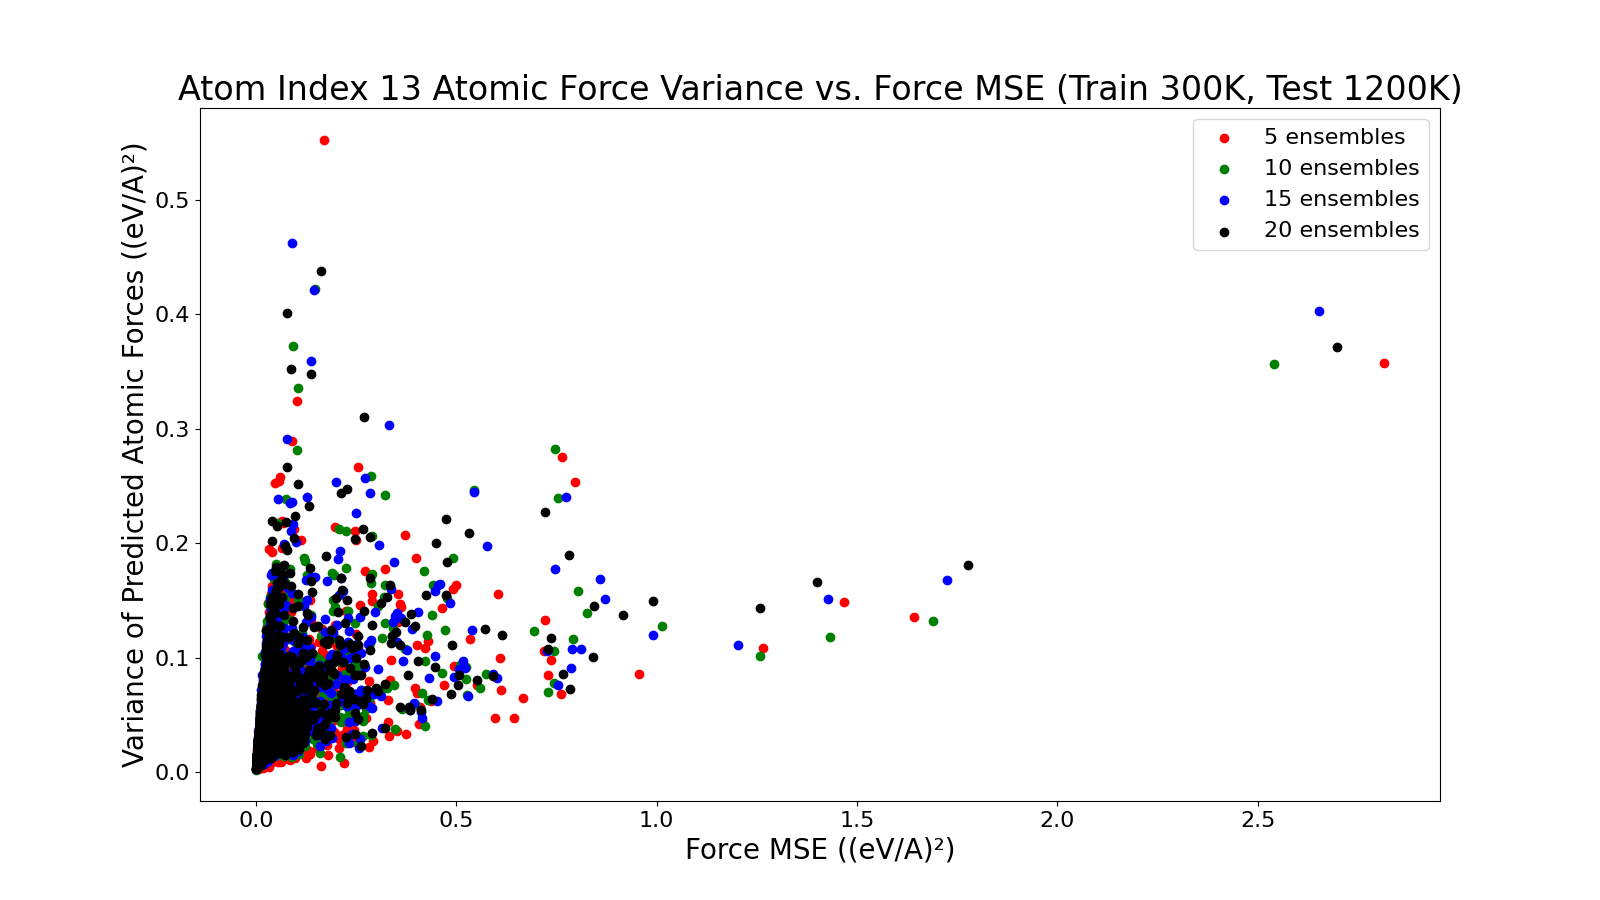 Atom Index 13 Atomic Force Variance vs. Force MSE (Train 300K, Test 1200K)
5 ensembles
10 ensembles
15 ensembles
20 ensembles
Variance of Predicted Atomic Forces ((eV/A)²)
0.5
0.4
0.3
0.2
0.1
0.0
0.0
0.5
1.0
1.5
2.0
2.5
Force MSE ((eV/A)²)